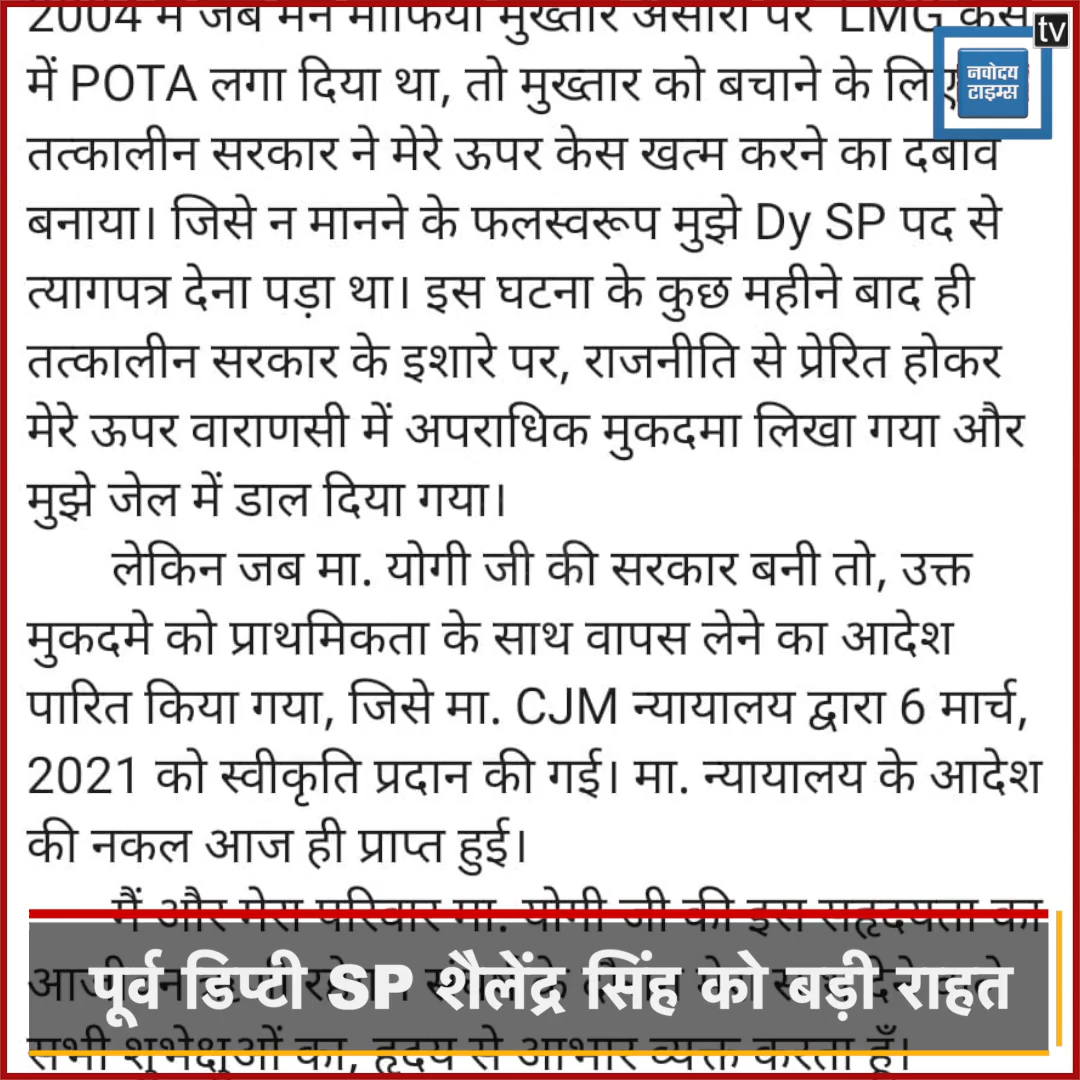 2004 में जब मैंने माफिया मुख्तार अंसारी पर LMG केस
में POTA लगा दिया था, तो मुख्तार को बचाने के लिए
तत्कालीन सरकार ने मेरे ऊपर केस खत्म करने का दबाव
बनाया। जिसे न मानने के फलस्वरूप मुझे Dy SP पद से
त्यागपत्र देना पड़ा था। इस घटना के कुछ महीने बाद ही
तत्कालीन सरकार के इशारे पर, राजनीति से प्रेरित होकर
मेरे ऊपर वाराणसी में अपराधिक मुकदमा लिखा गया और
मुझे जेल में डाल दिया गया।
लेकिन जब मा. योगी जी की सरकार बनी तो, उक्त
मुकदमे को प्राथमिकता के साथ वापस लेने का आदेश
पारित किया गया, जिसे मा. CJM न्यायालय द्वारा 6 मार्च,
2021 को स्वीकृति प्रदान की गई। मा. न्यायालय के आदेश
की नकल आज ही प्राप्त हुई।
मैं और मेरा परिवार मा. योगी जी की इस सहृदयता का
सभी शुभेक्षुओं का, हृदय से आभार व्यक्त करता हूँ।
पूर्व डिप्टी SP शैलेंद्र सिंह को बड़ी राहत
tv
नवोदय
टाइम्स